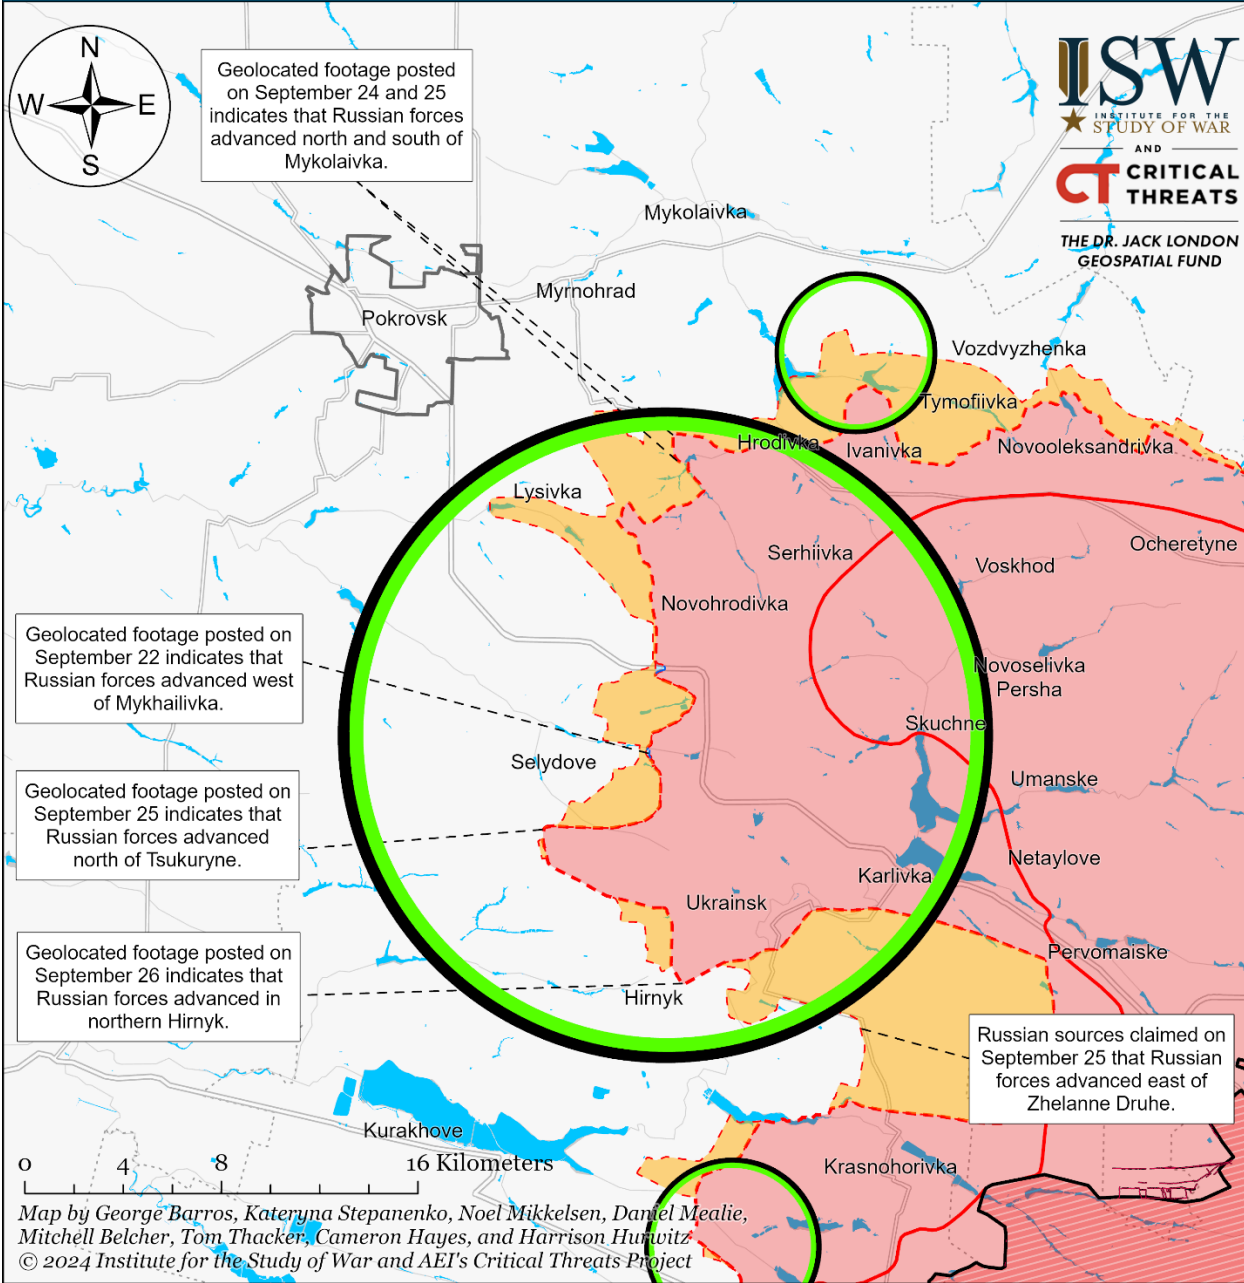 N
W
E
S
Geolocated footage posted
on September 24 and 25
indicates that Russian forces
advanced north and south of
Mykolaivka.
ISW
INSTITUTE FOR THE
STUDY OF WAR
AND
CT CRITICAL
THREATS
THE DR. JACK LONDON
GEOSPATIAL FUND
Mykolaivka
Myrnohrad
Pokrovsk
Vozdvyzhenka
Tymofiivka
Hrodivka
Ivanivka
Novooleksandrivka
Lysivka
Serhiivka
Ocheretyne
Voskhod
Novohrodivka
Geolocated footage posted on
September 22 indicates that
Russian forces advanced west
of Mykhailivka.
Novoselivka
Persha
Skuchne
Selydove
Umanske
Geolocated footage posted on
September 25 indicates that
Russian forces advanced
north of Tsukuryne.
Netaylove
Karlivka
Ukrainsk
Geolocated footage posted on
September 26 indicates that
Russian forces advanced in
northern Hirnyk.
Pervomaiske
Hirnyk
Russian sources claimed on
September 25 that Russian
forces advanced east of
Zhelanne Druhe.
Kurakhove
Krasnohorivka
0 4 8 16 Kilometers
Map by George Barros, Kateryna Stepanenko, Noel Mikkelsen, Daniel Mealie,
Mitchell Belcher, Tom Thacker, Cameron Hayes, and Harrison Hurwitz
© 2024 Institute for the Study of War and AEI's Critical Threats Project